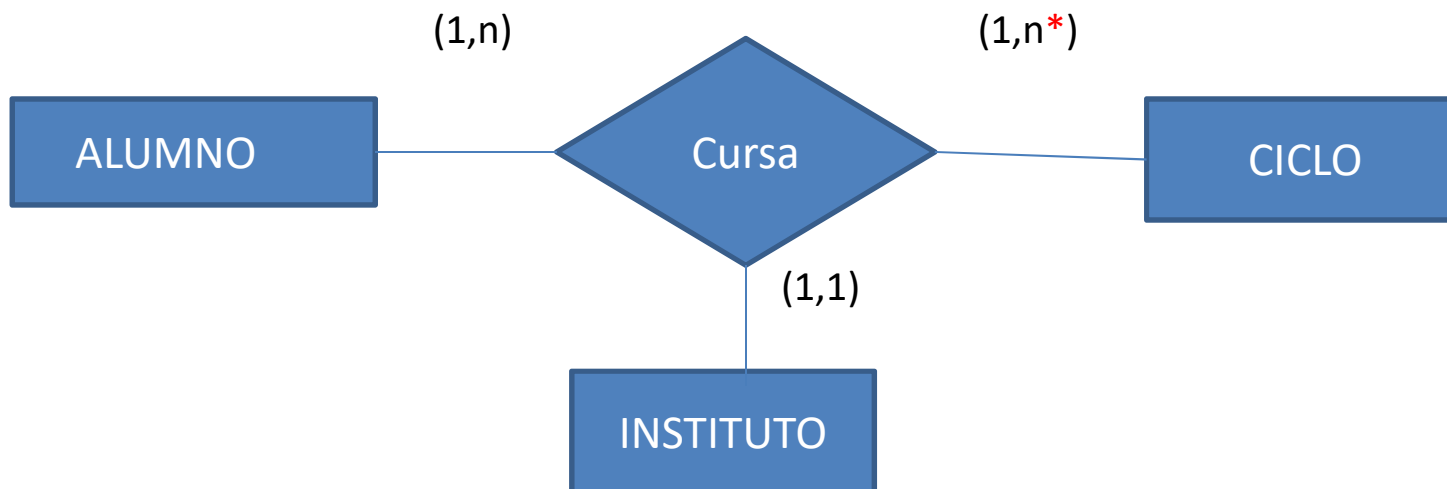 (1,n)
(1,n*)
ALUMNO
Cursa
CICLO
(1,1)
INSTITUTO